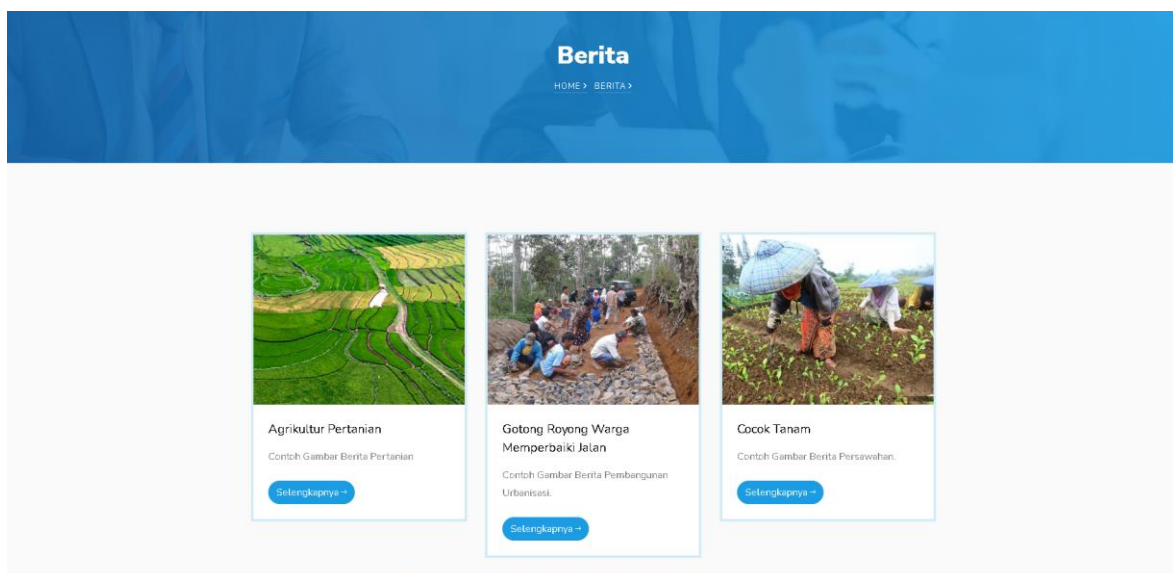 Berita
HOME > BERITA >
Agrikultur Pertanian
Contoh Gambar Berita Pertanian
Selengkapnya →
Gotong Royong Warga
Memperbaiki Jalan
Contoh Gambar Berita Pembangunan
Urbanisasi.
Selengkapnya →
Cocok Tanam
Contoh Gambar Berita Persawahan.
Selengkapnya →